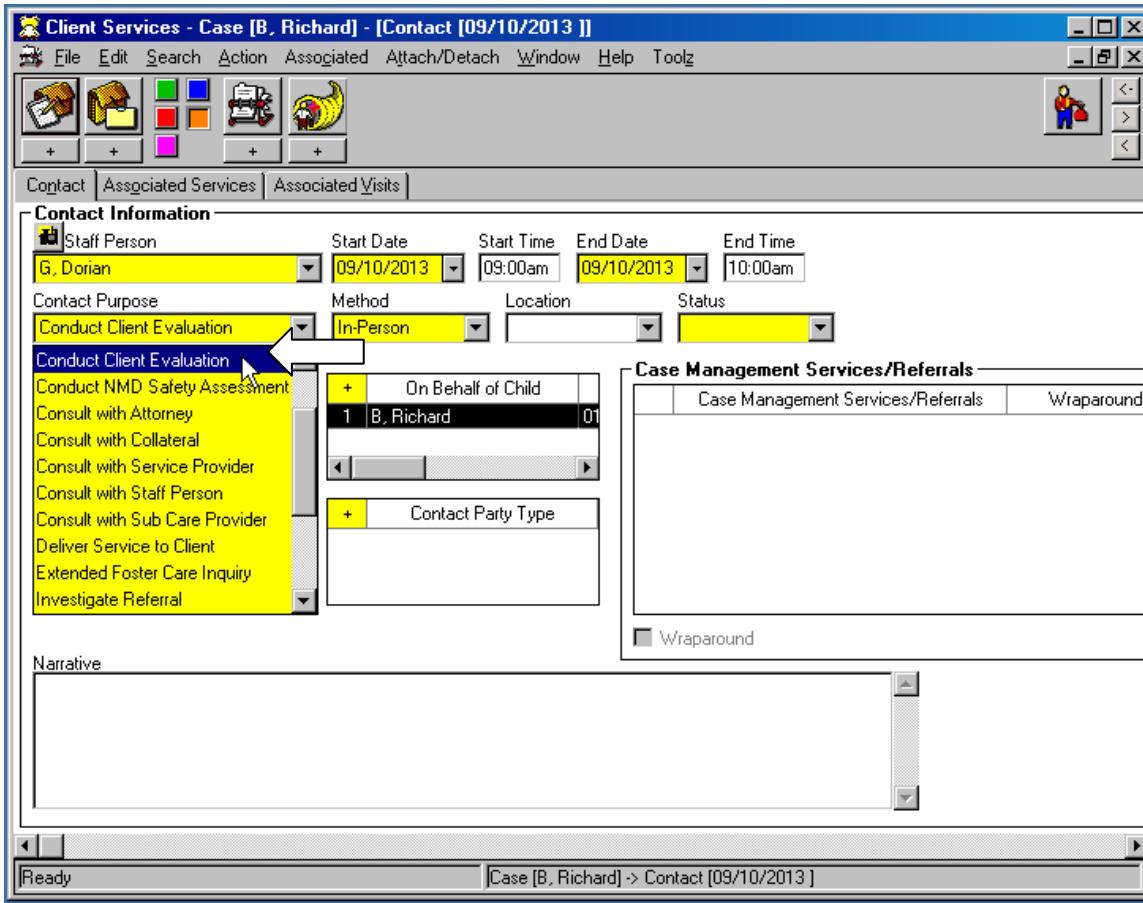 Client Services - Case [B, Richard] - [Contact [09/10/2013 ]]
File Edit Search Action Associated Attach/Detach Window Help Toolz
+ + + +
<- > <
Contact Associated Services Associated Visits
Contact Information
Staff Person Start Date Start Time End Date End Time
G, Dorian 09/10/2013 09:00am 09/10/2013 10:00am
Contact Purpose Method Location Status
Conduct Client Evaluation In-Person
Conduct Client Evaluation
Conduct NMD Safety Assessment
Consult with Attorney
Consult with Collateral
Consult with Service Provider
Consult with Staff Person
Consult with Sub Care Provider
Deliver Service to Client
Extended Foster Care Inquiry
Investigate Referral
+ On Behalf of Child
1 B, Richard 01
+ Contact Party Type
Case Management Services/Referrals
Case Management Services/Referrals Wraparound
Wraparound
Narrative
Ready Case [B, Richard] -> Contact [09/10/2013 ]